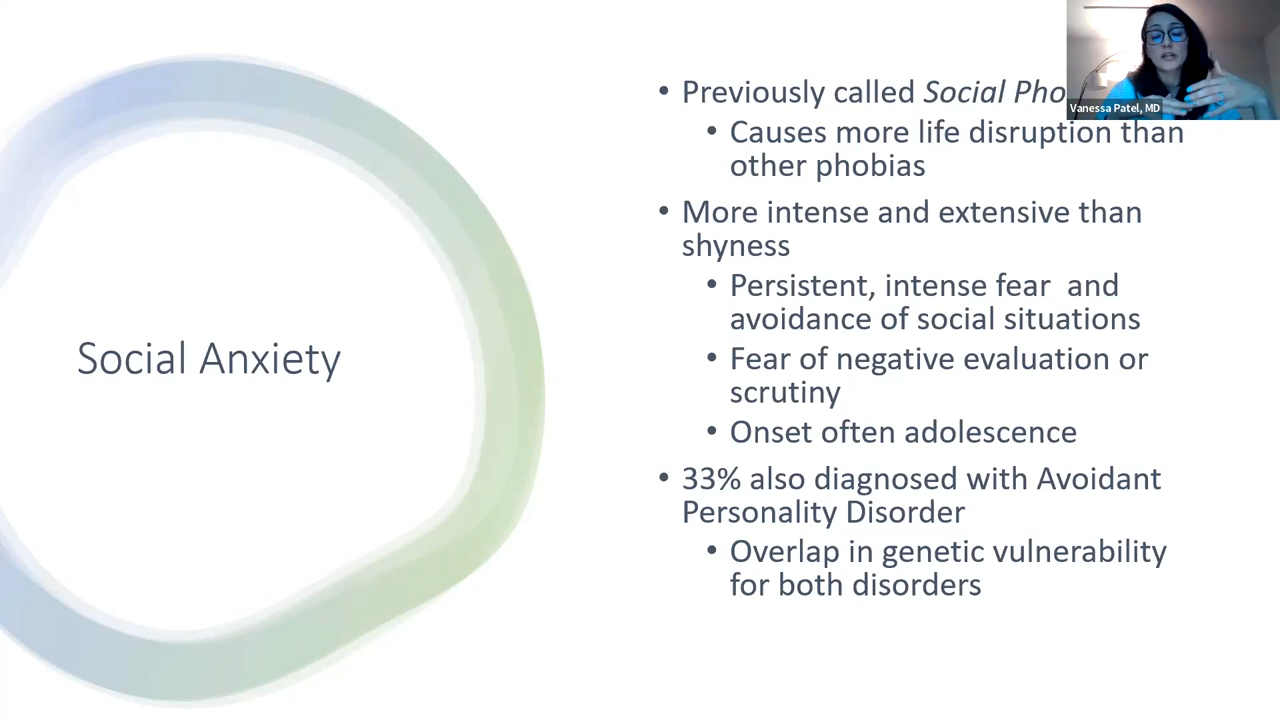 Social Anxiety
• Previously called Social Pho
• Causes more life disruption than
other phobias
• More intense and extensive than
shyness
• Persistent, intense fear  and
avoidance of social situations
• Fear of negative evaluation or
scrutiny
• Onset often adolescence
• 33% also diagnosed with Avoidant
Personality Disorder
• Overlap in genetic vulnerability
for both disorders
Vanessa Patel, MD